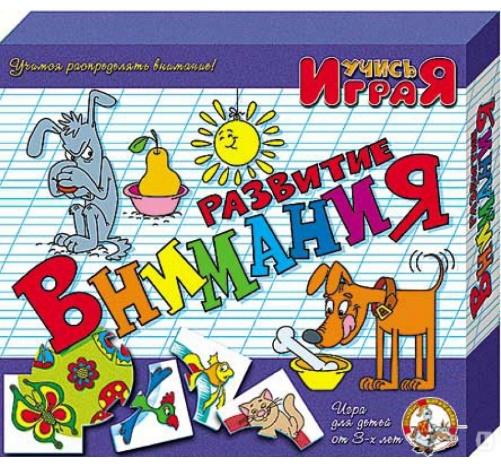 Учимся распределять внимание!
УЧИСЬ
ИГРАЯ
РАЗВИТИЕ
ВНИМАНИЯ
Игра
для детей
от 3-х лет